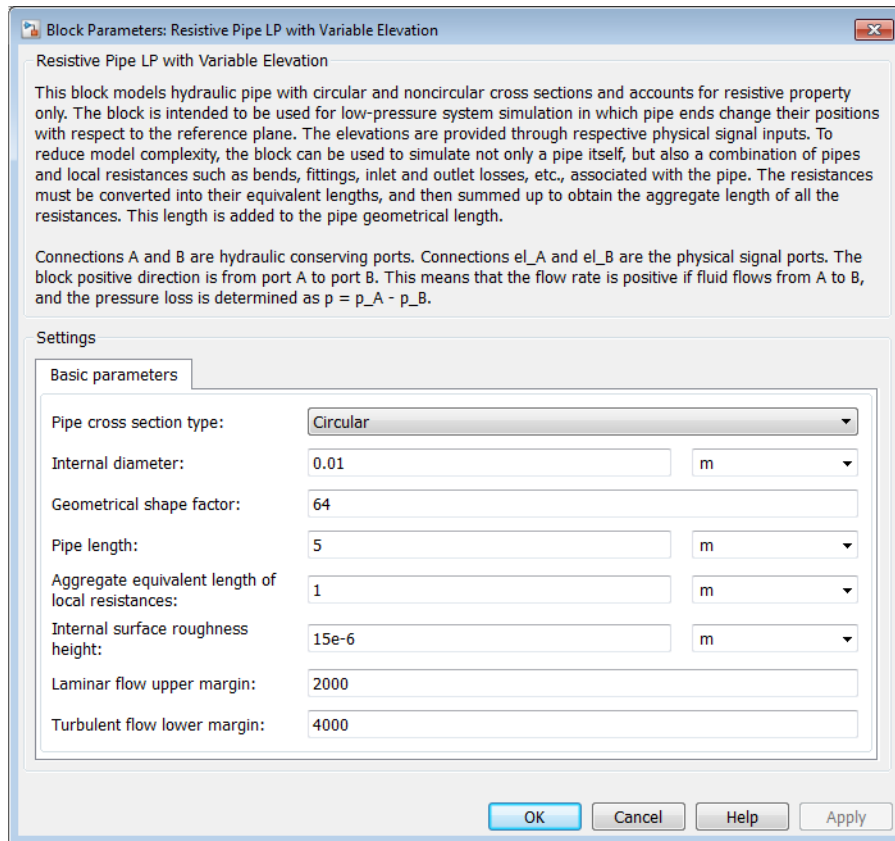 Block Parameters: Resistive Pipe LP with Variable Elevation
Resistive Pipe LP with Variable Elevation
This block models hydraulic pipe with circular and noncircular cross sections and accounts for resistive property
only. The block is intended to be used for low-pressure system simulation in which pipe ends change their positions
with respect to the reference plane. The elevations are provided through respective physical signal inputs. To
reduce model complexity, the block can be used to simulate not only a pipe itself, but also a combination of pipes
and local resistances such as bends, fittings, inlet and outlet losses, etc., associated with the pipe. The resistances
must be converted into their equivalent lengths, and then summed up to obtain the aggregate length of all the
resistances. This length is added to the pipe geometrical length.
Connections A and B are hydraulic conserving ports. Connections el_A and el_B are the physical signal ports. The
block positive direction is from port A to port B. This means that the flow rate is positive if fluid flows from A to B,
and the pressure loss is determined as p = p_A - p_B.
Settings
Basic parameters
Pipe cross section type: Circular
Internal diameter: 0.01 m
Geometrical shape factor: 64
Pipe length: 5 m
Aggregate equivalent length of
local resistances: 1 m
Internal surface roughness
height: 15e-6 m
Laminar flow upper margin: 2000
Turbulent flow lower margin: 4000
OK Cancel Help Apply